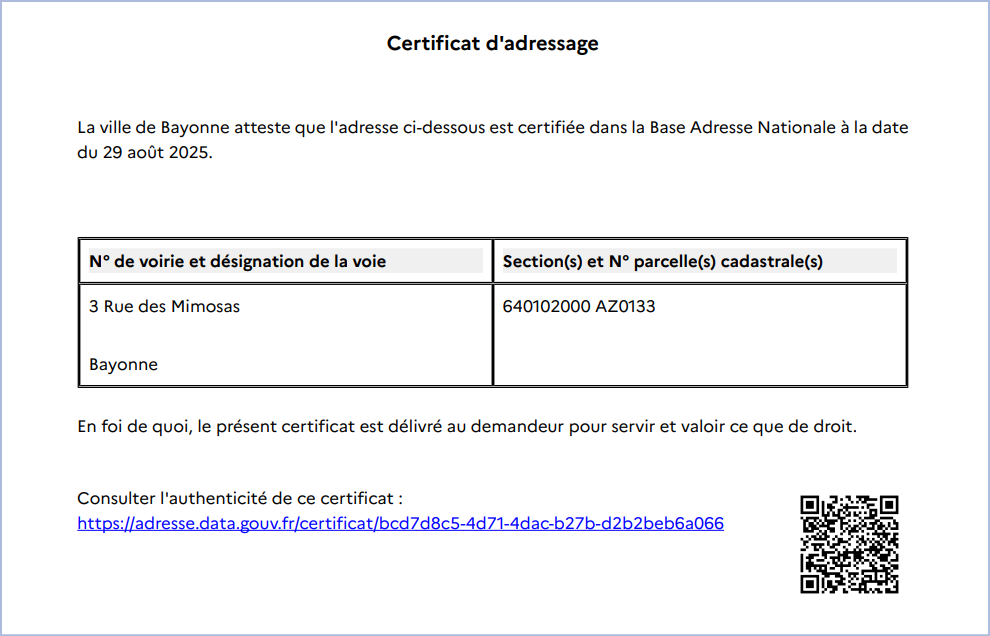 Certificat d'adressage
La ville de Bayonne atteste que l'adresse ci-dessous est certifiée dans la Base Adresse Nationale à la date
du 29 août 2025.
N° de voirie et désignation de la voie
Section(s) et N° parcelle(s) cadastrale(s)
3 Rue des Mimosas
640102000 AZ0133
Bayonne
En foi de quoi, le présent certificat est délivré au demandeur pour servir et valoir ce que de droit.
Consulter l'authenticité de ce certificat :
https://adresse.data.gouv.fr/certificat/bcd7d8c5-4d71-4dac-b27b-d2b2beb6a066